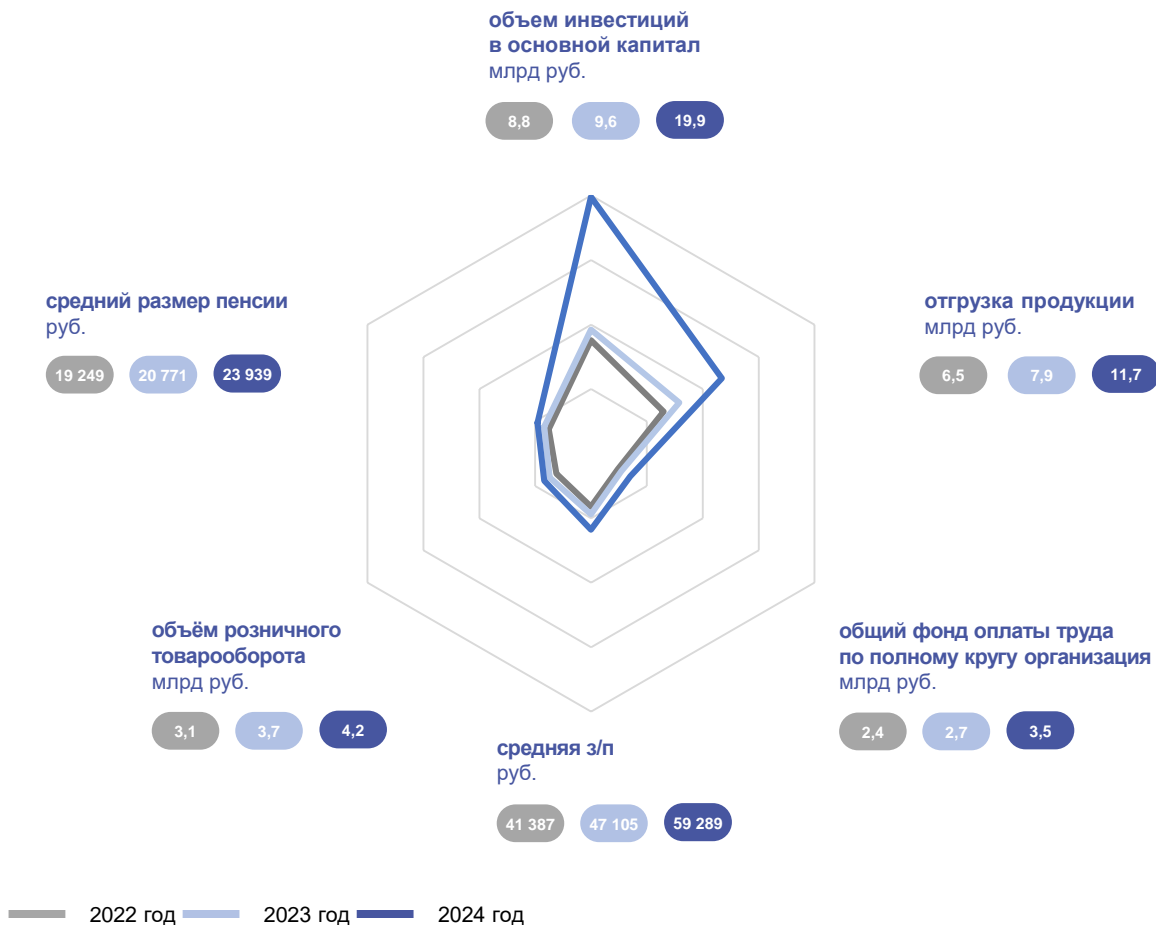 объем инвестиций
в основной капитал
млрд руб.
8,8 9,6 19,9
средний размер пенсии
руб.
19 249 20 771 23 939
отгрузка продукции
млрд руб.
6,5 7,9 11,7
объём розничного
товарооборота
млрд руб.
3,1 3,7 4,2
общий фонд оплаты труда
по полному кругу организация
млрд руб.
2,4 2,7 3,5
средняя з/п
руб.
41 387 47 105 59 289
2022 год 2023 год 2024 год